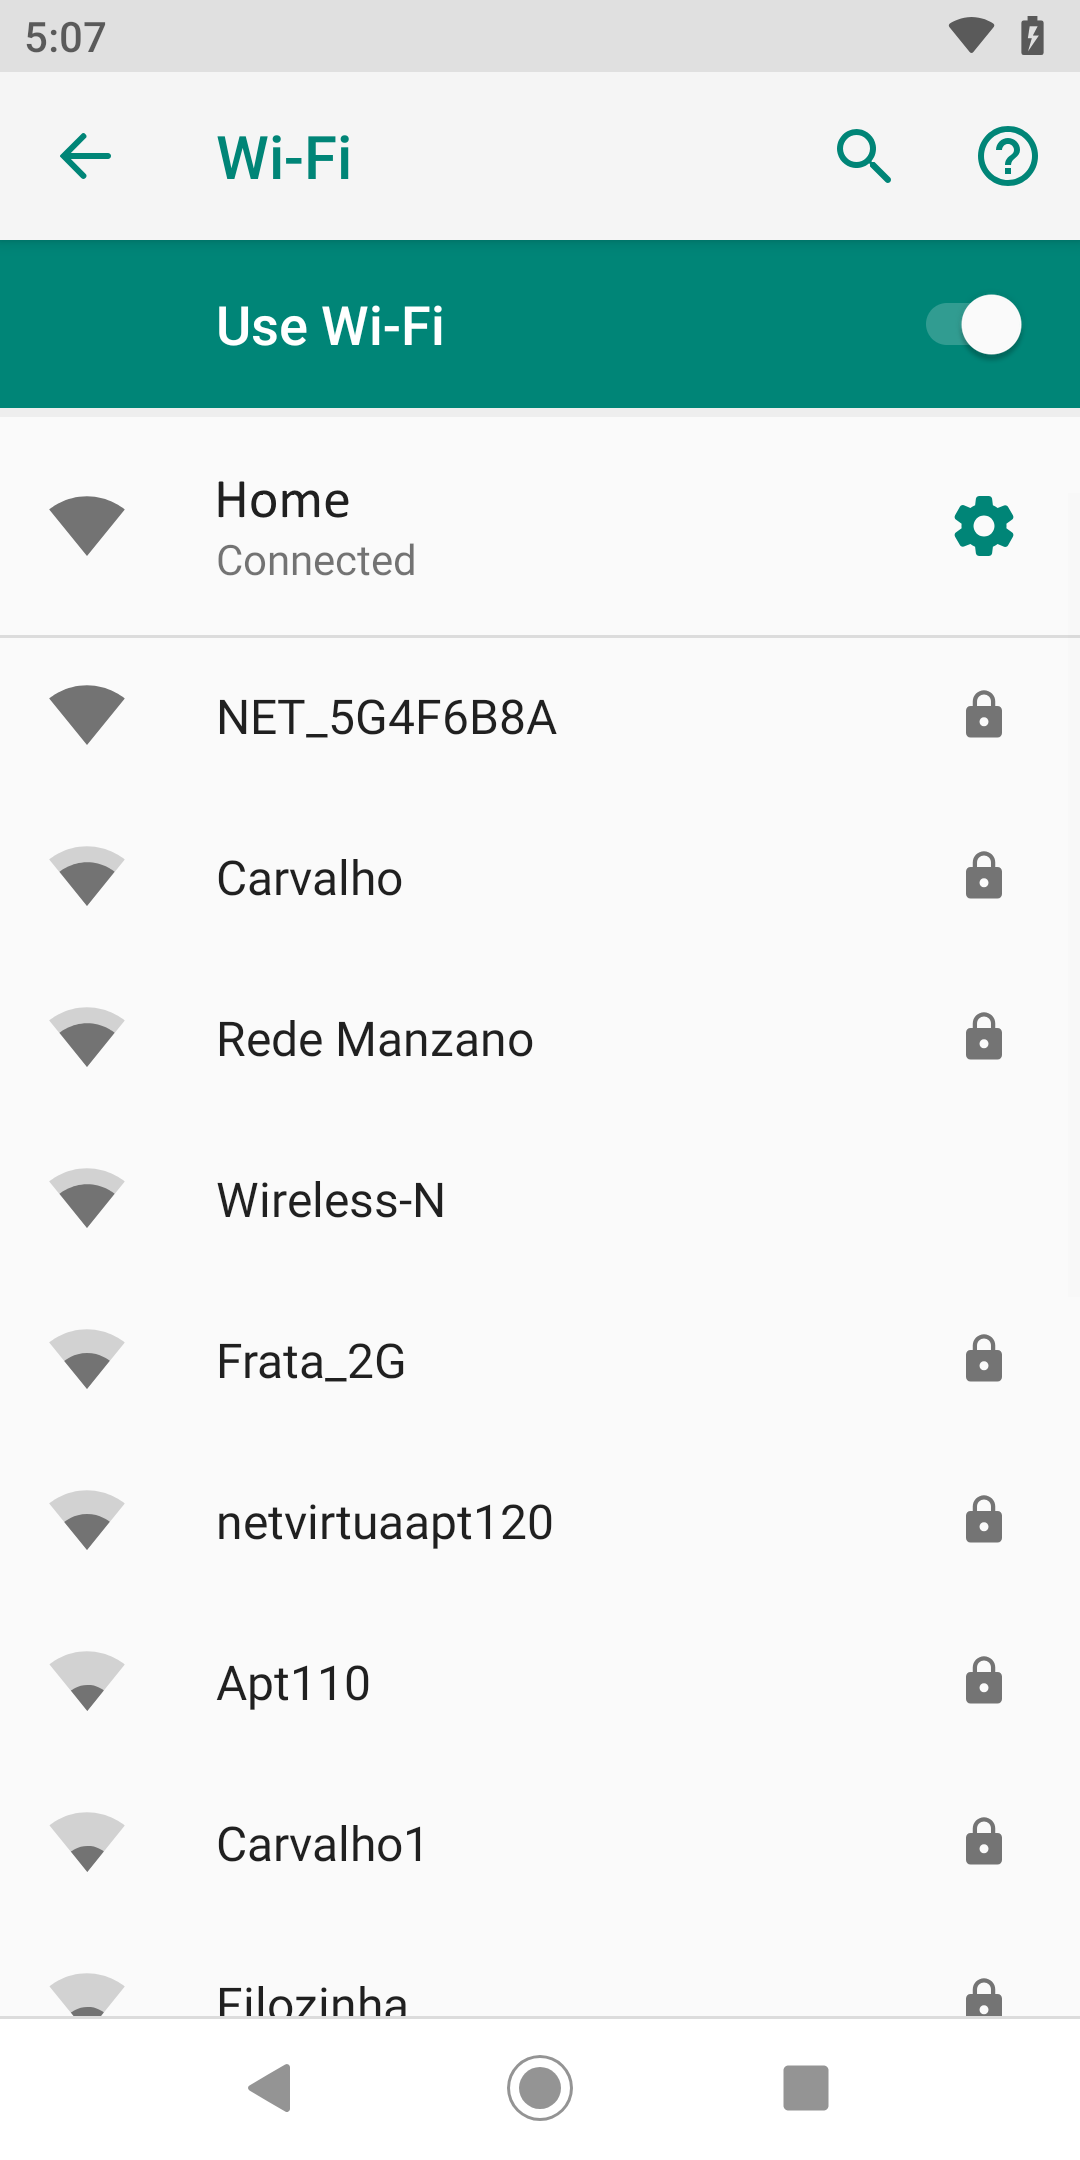 5:07
Wi-Fi
Use Wi-Fi
Home
Connected
NET_5G4F6B8A
Carvalho
Rede Manzano
Wireless-N
Frata_2G
netvirtuaapt120
Apt110
Carvalho1
Filozinha